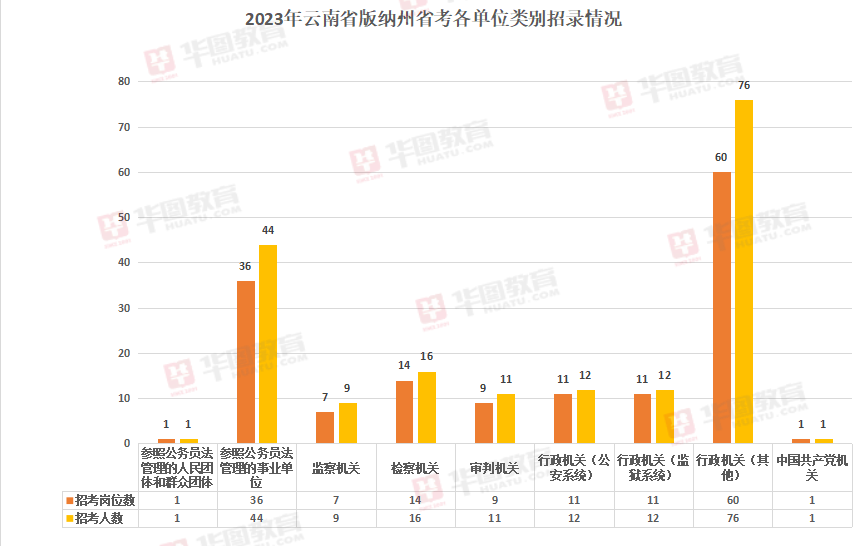 2023年云南省版纳州省考各单位类别招录情况
华图教育
HUATU.COM
80
70
60
50
40
30
20
10
0
1 1
36 44
7 9
14 16
9 11
11 12
11 12
60 76
1 1
参照公务员法
管理的人民团
体和群众团体
参照公务员法
管理的事业单
位
监察机关
检察机关
审判机关
行政机关（公
安系统）
行政机关（监
狱系统）
行政机关（其
他）
中国共产党机
关
招考岗位数 1 36 7 14 9 11 11 60 1
招考人数 1 44 9 16 11 12 12 76 1